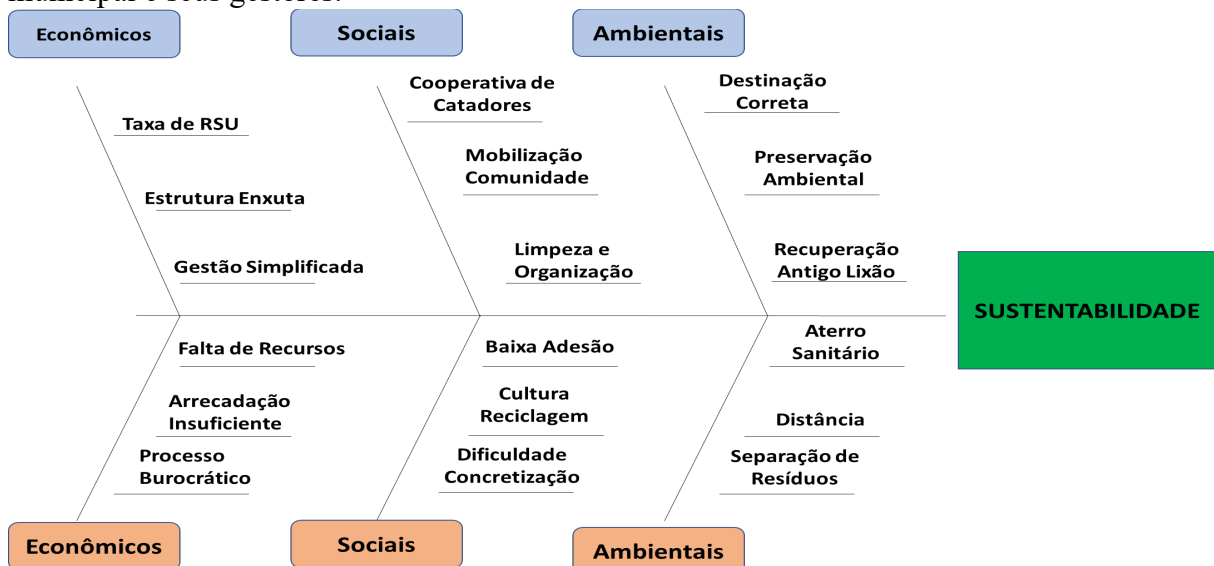 Econômicos
Sociais
Ambientais
Taxa de RSU
Estrutura Enxuta
Gestão Simplificada
Cooperativa de
Catadores
Mobilização
Comunidade
Limpeza e
Organização
Destinação
Correta
Preservação
Ambiental
Recuperação
Antigo Lixão
SUSTENTABILIDADE
Falta de Recursos
Arrecadação
Insuficiente
Processo
Burocrático
Baixa Adesão
Cultura
Reciclagem
Dificuldade
Concretização
Aterro
Sanitário
Distância
Separação de
Resíduos
Econômicos
Sociais
Ambientais